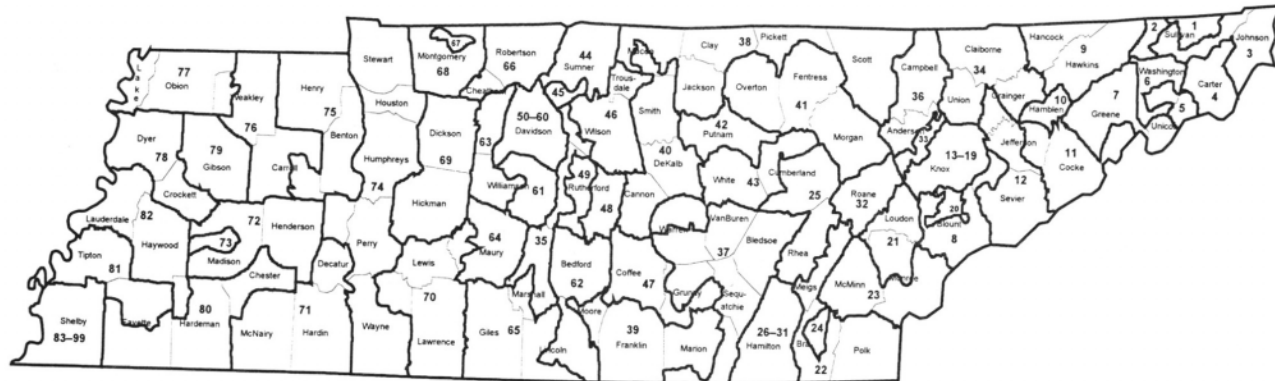 2
1
Sullivan
Johnson
3
Stewart
Montgomery
67
68
Robertson
66
44
Sumner
Macon
Clay
38
Pickett
Scott
Claiborne
34
Hancock
9
Hawkins
Washington
6
5
Carter
4
Unicoi
Lake
77
Obion
Weakley
76
Henry
75
Houston
45
Trous-
dale
Jackson
Overton
Fentress
41
Campbell
36
Union
Grainger
Hamblen
10
7
Greene
Dyer
78
79
Gibson
Carroll
Benton
Humphreys
74
Dickson
69
63
50–60
Davidson
46
Wilson
Smith
42
Putnam
Morgan
Anderson
33
13–19
Knox
Jefferson
11
Cocke
12
Sevier
Crockett
Lauderdale
82
Haywood
72
Henderson
73
Madison
Hickman
Williamson
61
49
Rutherford
48
40
DeKalb
Cannon
White
43
Cumberland
25
Roane
32
Loudon
21
20
Blount
8
Tipton
81
Chester
Decatur
Perry
Lewis
64
Maury
35
Bedford
62
Coffee
47
Warren
VanBuren
37
Bledsoe
Rhea
Meigs
McMinn
23
Shelby
83–99
80
Hardeman
McNairy
71
Hardin
Wayne
70
Lawrence
Giles
65
Marshall
Lincoln
Moore
39
Franklin
Grundy
Sequ-
atchie
Marion
26–31
Hamilton
24
22
Polk